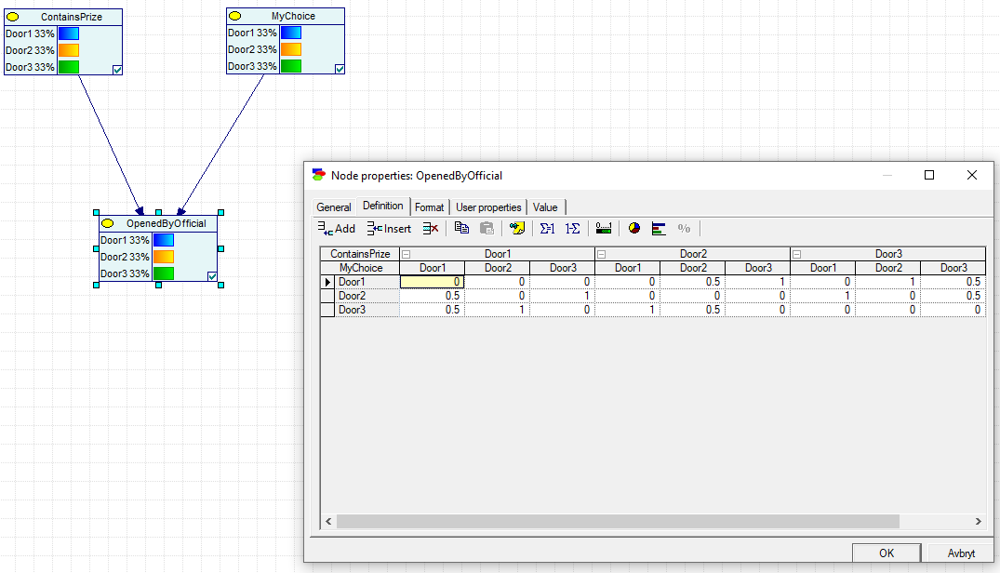 ContainsPrize
Door1 33%
Door2 33%
Door3 33%
MyChoice
Door1 33%
Door2 33%
Door3 33%
OpenedByOfficial
Door1 33%
Door2 33%
Door3 33%
Node properties: OpenedByOfficial
General Definition Format User properties Value
Add Insert Σ=1 1-Σ %
ContainsPrize Door1 Door2 Door3
MyChoice Door1 Door2 Door3 Door1 Door2 Door3 Door1 Door2 Door3
Door1 0 0 0 0 0.5 1 0 1 0.5
Door2 0.5 0 1 0 0 0 1 0 0.5
Door3 0.5 1 0 1 0.5 0 0 0 0
OK Avbryt